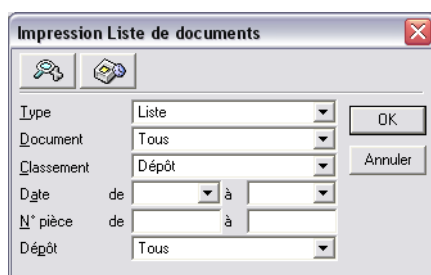 Impression Liste de documents
Type Liste
OK
Document Tous
Classement Dépôt
Annuler
Date de à
N° pièce de à
Dépôt Tous